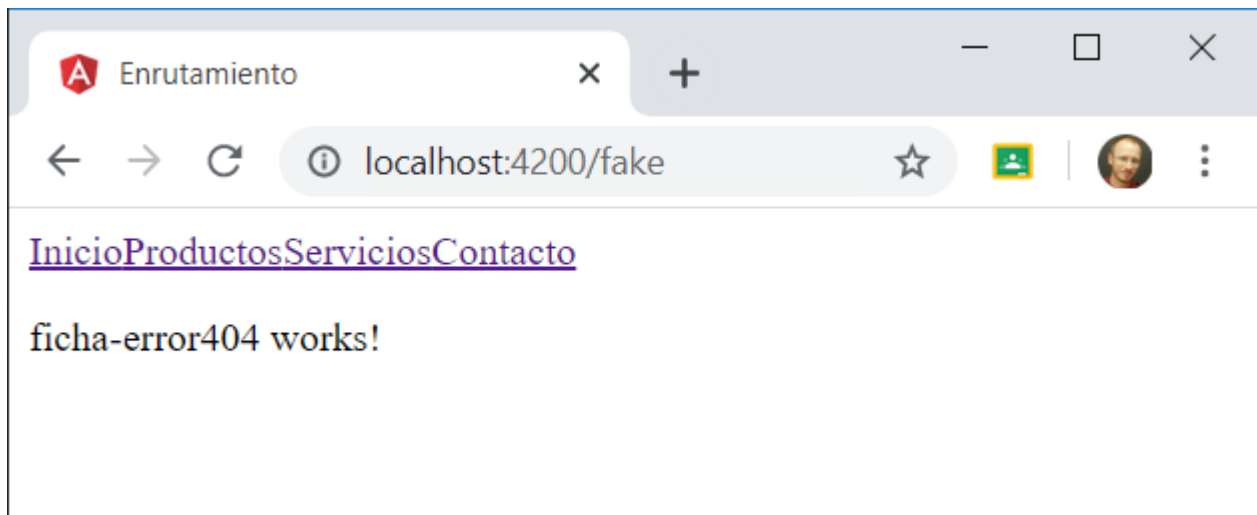 Enrutamiento
localhost:4200/fake
InicioProductosServiciosContacto
ficha-error404 works!